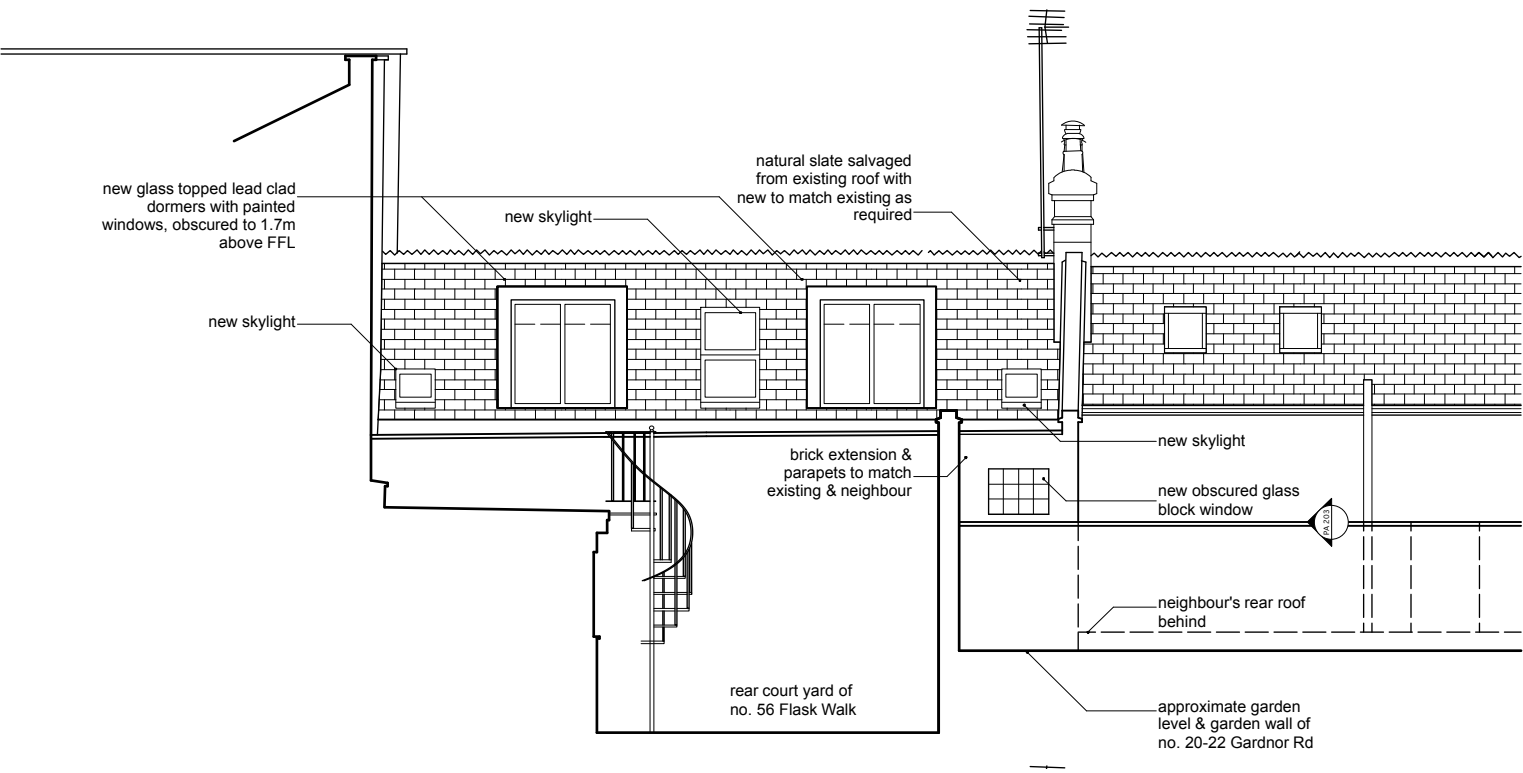 new glass topped lead clad
dormers with painted
windows, obscured to 1.7m
above FFL
new skylight
natural slate salvaged
from existing roof with
new to match existing as
required
new skylight
new skylight
brick extension &
parapets to match
existing & neighbour
new obscured glass
block window
PA 203
neighbour's rear roof
behind
rear court yard of
no. 56 Flask Walk
approximate garden
level & garden wall of
no. 20-22 Gardnor Rd